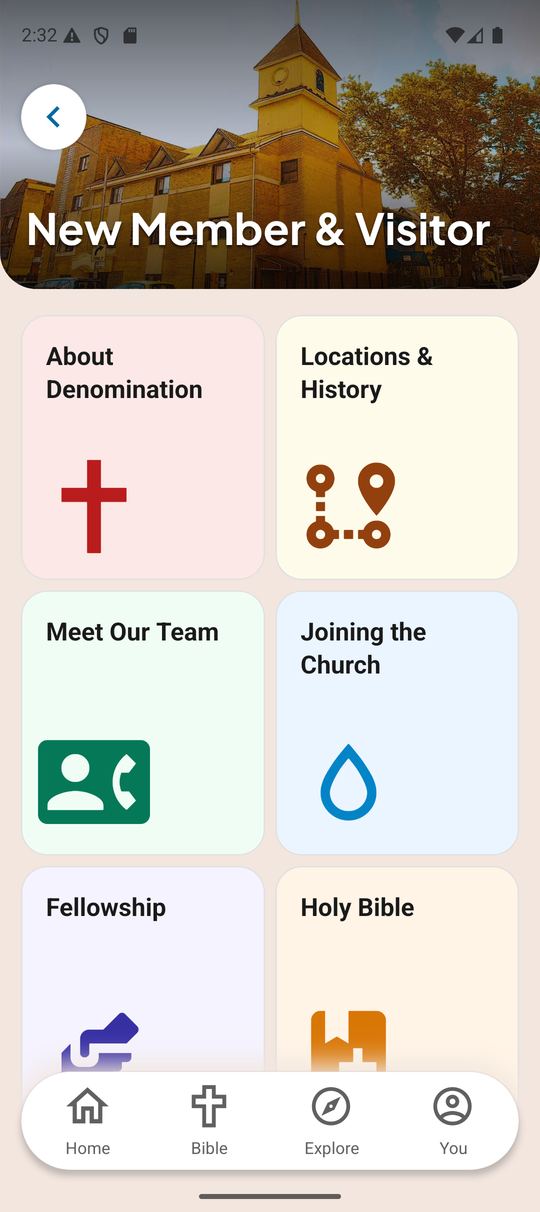 2:32
New Member & Visitor
About
Denomination
Locations &
History
Meet Our Team
Joining the
Church
Fellowship
Holy Bible
Home
Bible
Explore
You